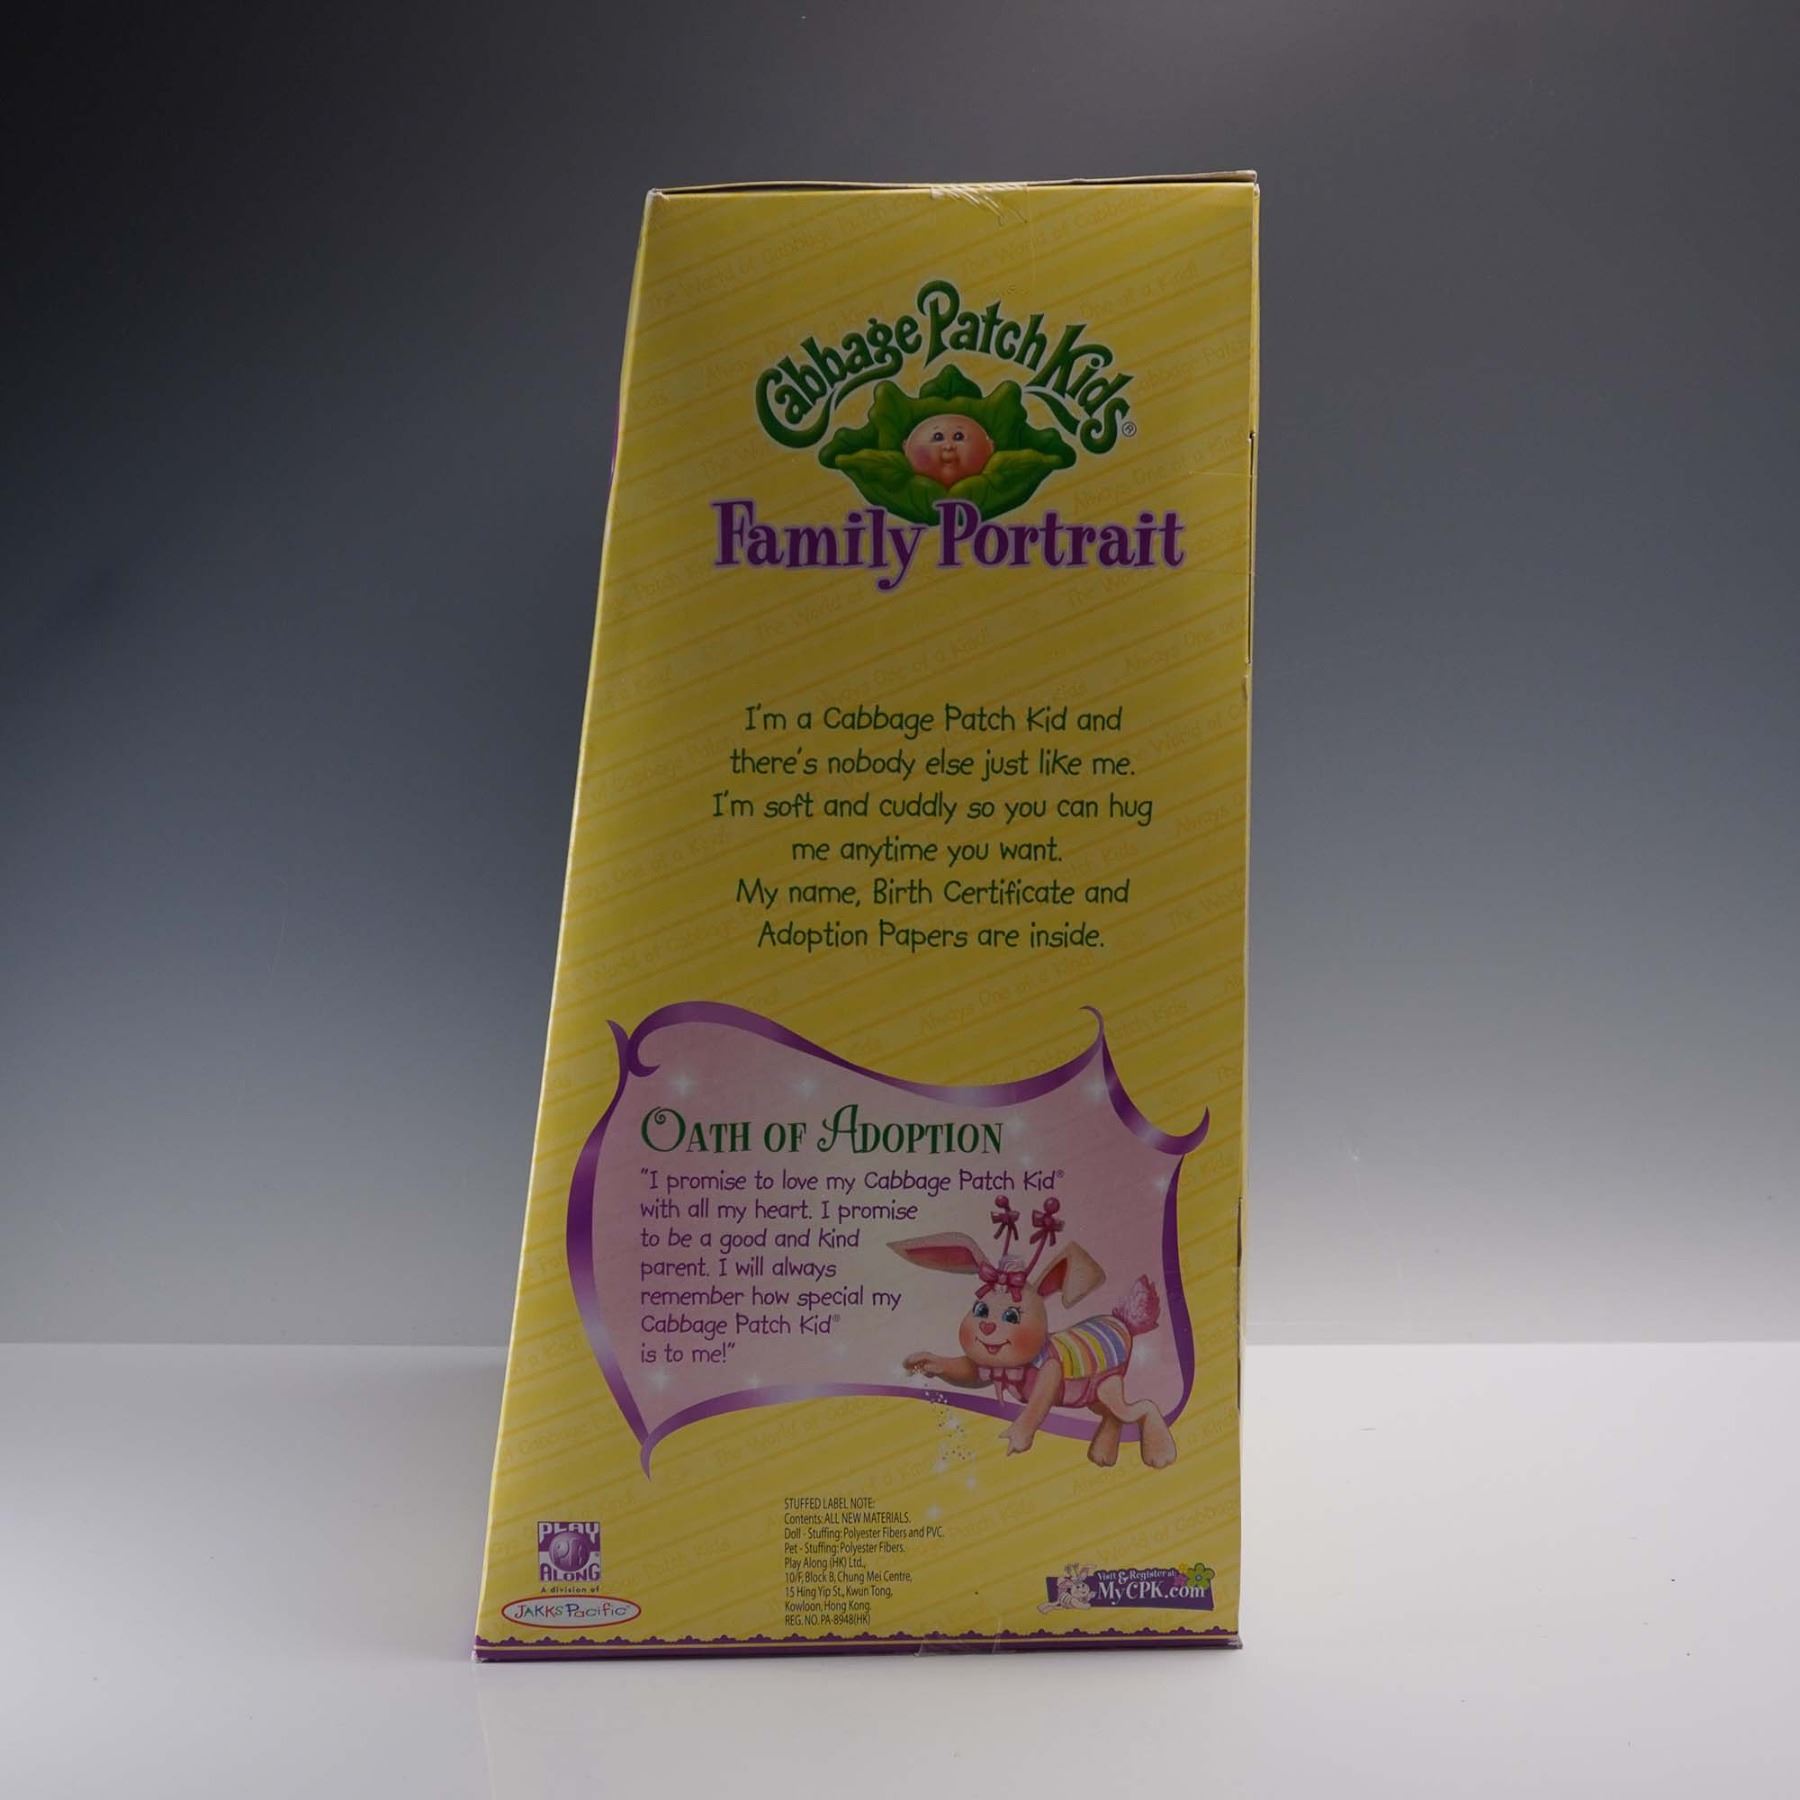 Cabbage Patch Kids®
Family Portrait
I'm a Cabbage Patch Kid and
there's nobody else just like me.
I'm soft and cuddly so you can hug
me anytime you want.
My name, Birth Certificate and
Adoption Papers are inside.
OATH OF ADOPTION
"I promise to love my Cabbage Patch Kid®
with all my heart. I promise
to be a good and kind
parent. I will always
remember how special my
Cabbage Patch Kid®
is to me!"
PLAY
ALONG
A division of
JAKKS Pacific
STUFFED LABEL NOTE:
Contents: ALL NEW MATERIALS.
Doll - Stuffing: Polyester Fibers and PVC.
Pet - Stuffing: Polyester Fibers.
Play Along (HK) Ltd.,
10/F, Block B, Chung Mei Centre,
15 Hing Yip St., Kwun Tong,
Kowloon, Hong Kong.
REG. NO. PA-8948(HK)
Visit & Register at
MyCPK.com